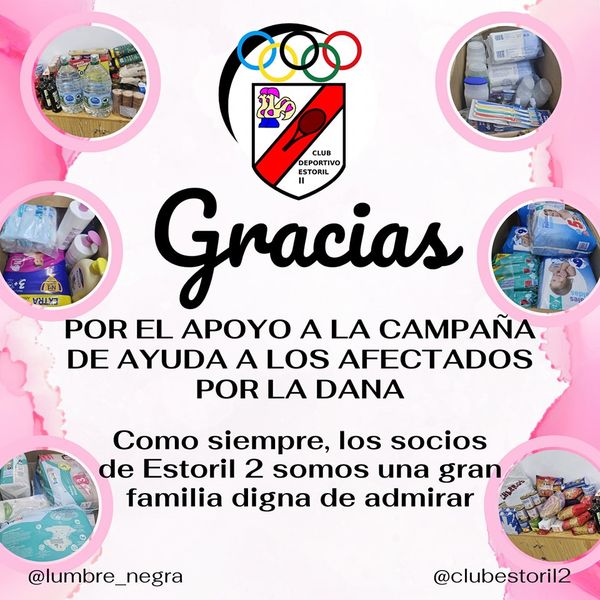 CLUB
DEPORTIVO
ESTORIL
II
Gracias
POR EL APOYO A LA CAMPAÑA
DE AYUDA A LOS AFECTADOS
POR LA DANA
Como siempre, los socios
de Estoril 2 somos una gran
familia digna de admirar
@lumbre_negra
@clubestoril2
EXTRA